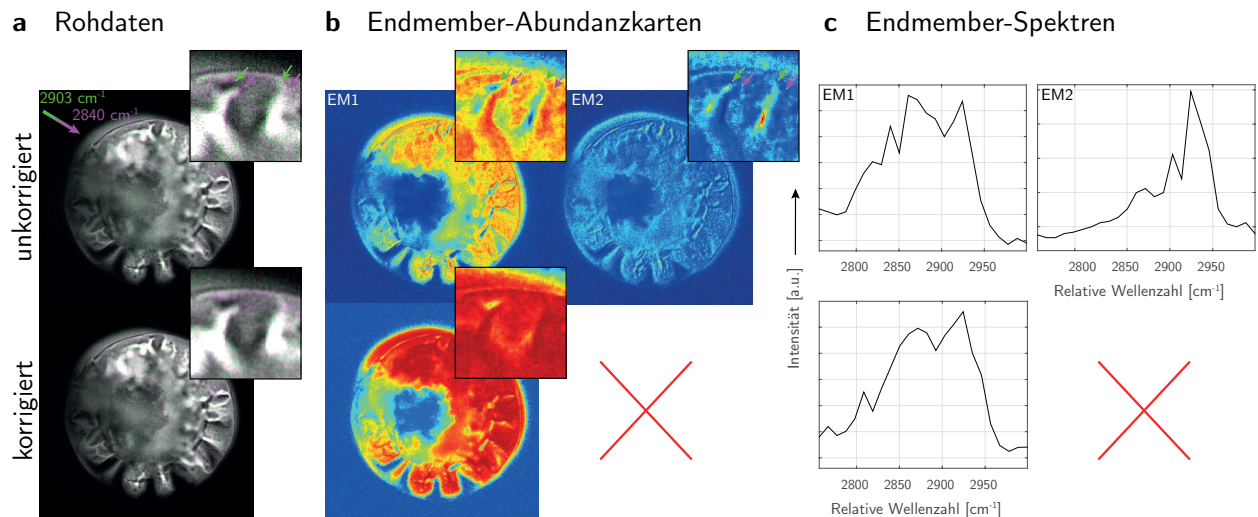 a Rohdaten
b Endmember-Abundanzkarten
c Endmember-Spektren
unkorrigiert
korrigiert
2903 cm⁻¹
2840 cm⁻¹
EM1
EM2
EM1
EM2
Intensität [a.u.]
2800 2850 2900 2950
2800 2850 2900 2950
Relative Wellenzahl [cm⁻¹]
2800 2850 2900 2950
Relative Wellenzahl [cm⁻¹]